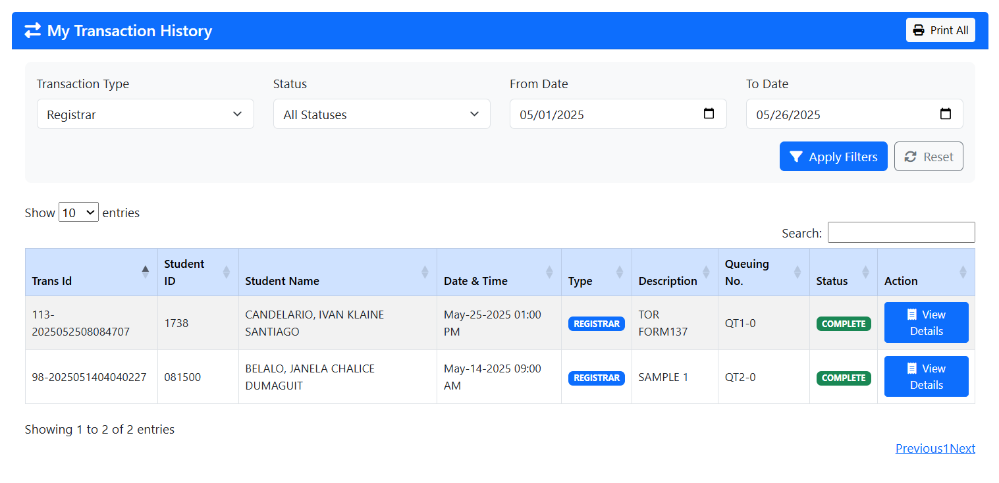 My Transaction History
Print All
Transaction Type
Status
From Date
To Date
Registrar
All Statuses
05/01/2025
05/26/2025
Apply Filters
Reset
Show 10 entries
Search:
Trans Id
Student
ID
Student Name
Date & Time
Type
Description
Queuing
No.
Status
Action
113-
2025052508084707
1738
CANDELARIO, IVAN KLAINE
SANTIAGO
May-25-2025 01:00
PM
REGISTRAR
TOR
FORM137
QT1-0
COMPLETE
View
Details
98-2025051404040227
081500
BELALO, JANELA CHALICE
DUMAGUIT
May-14-2025 09:00
AM
REGISTRAR
SAMPLE 1
QT2-0
COMPLETE
View
Details
Showing 1 to 2 of 2 entries
Previous1Next